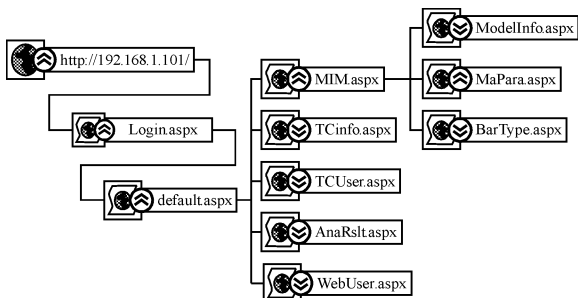 http://192.168.1.101/
Login.aspx
default.aspx
MIM.aspx
TCinfo.aspx
TCUser.aspx
AnaRslt.aspx
WebUser.aspx
ModelInfo.aspx
MaPara.aspx
BarType.aspx